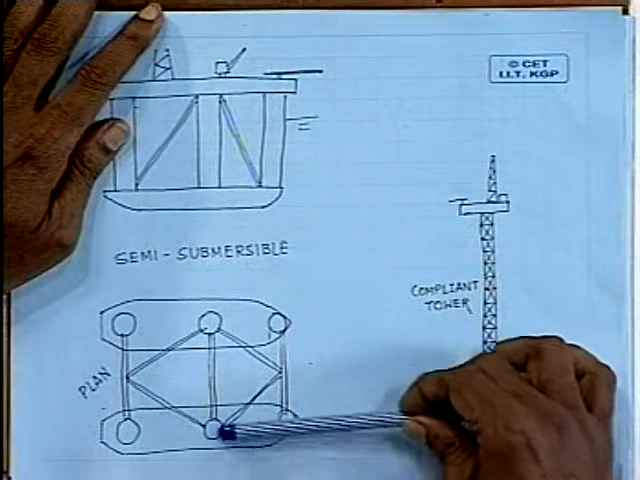 © CET
I.I.T. KGP
SEMI - SUBMERSIBLE
COMPLIANT
TOWER
PLAN